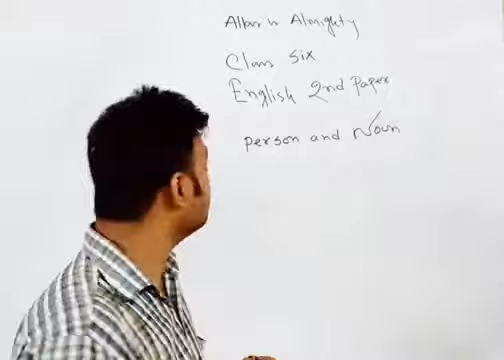 Allah is Almighty
Class Six
English 2nd Paper
person and Noun